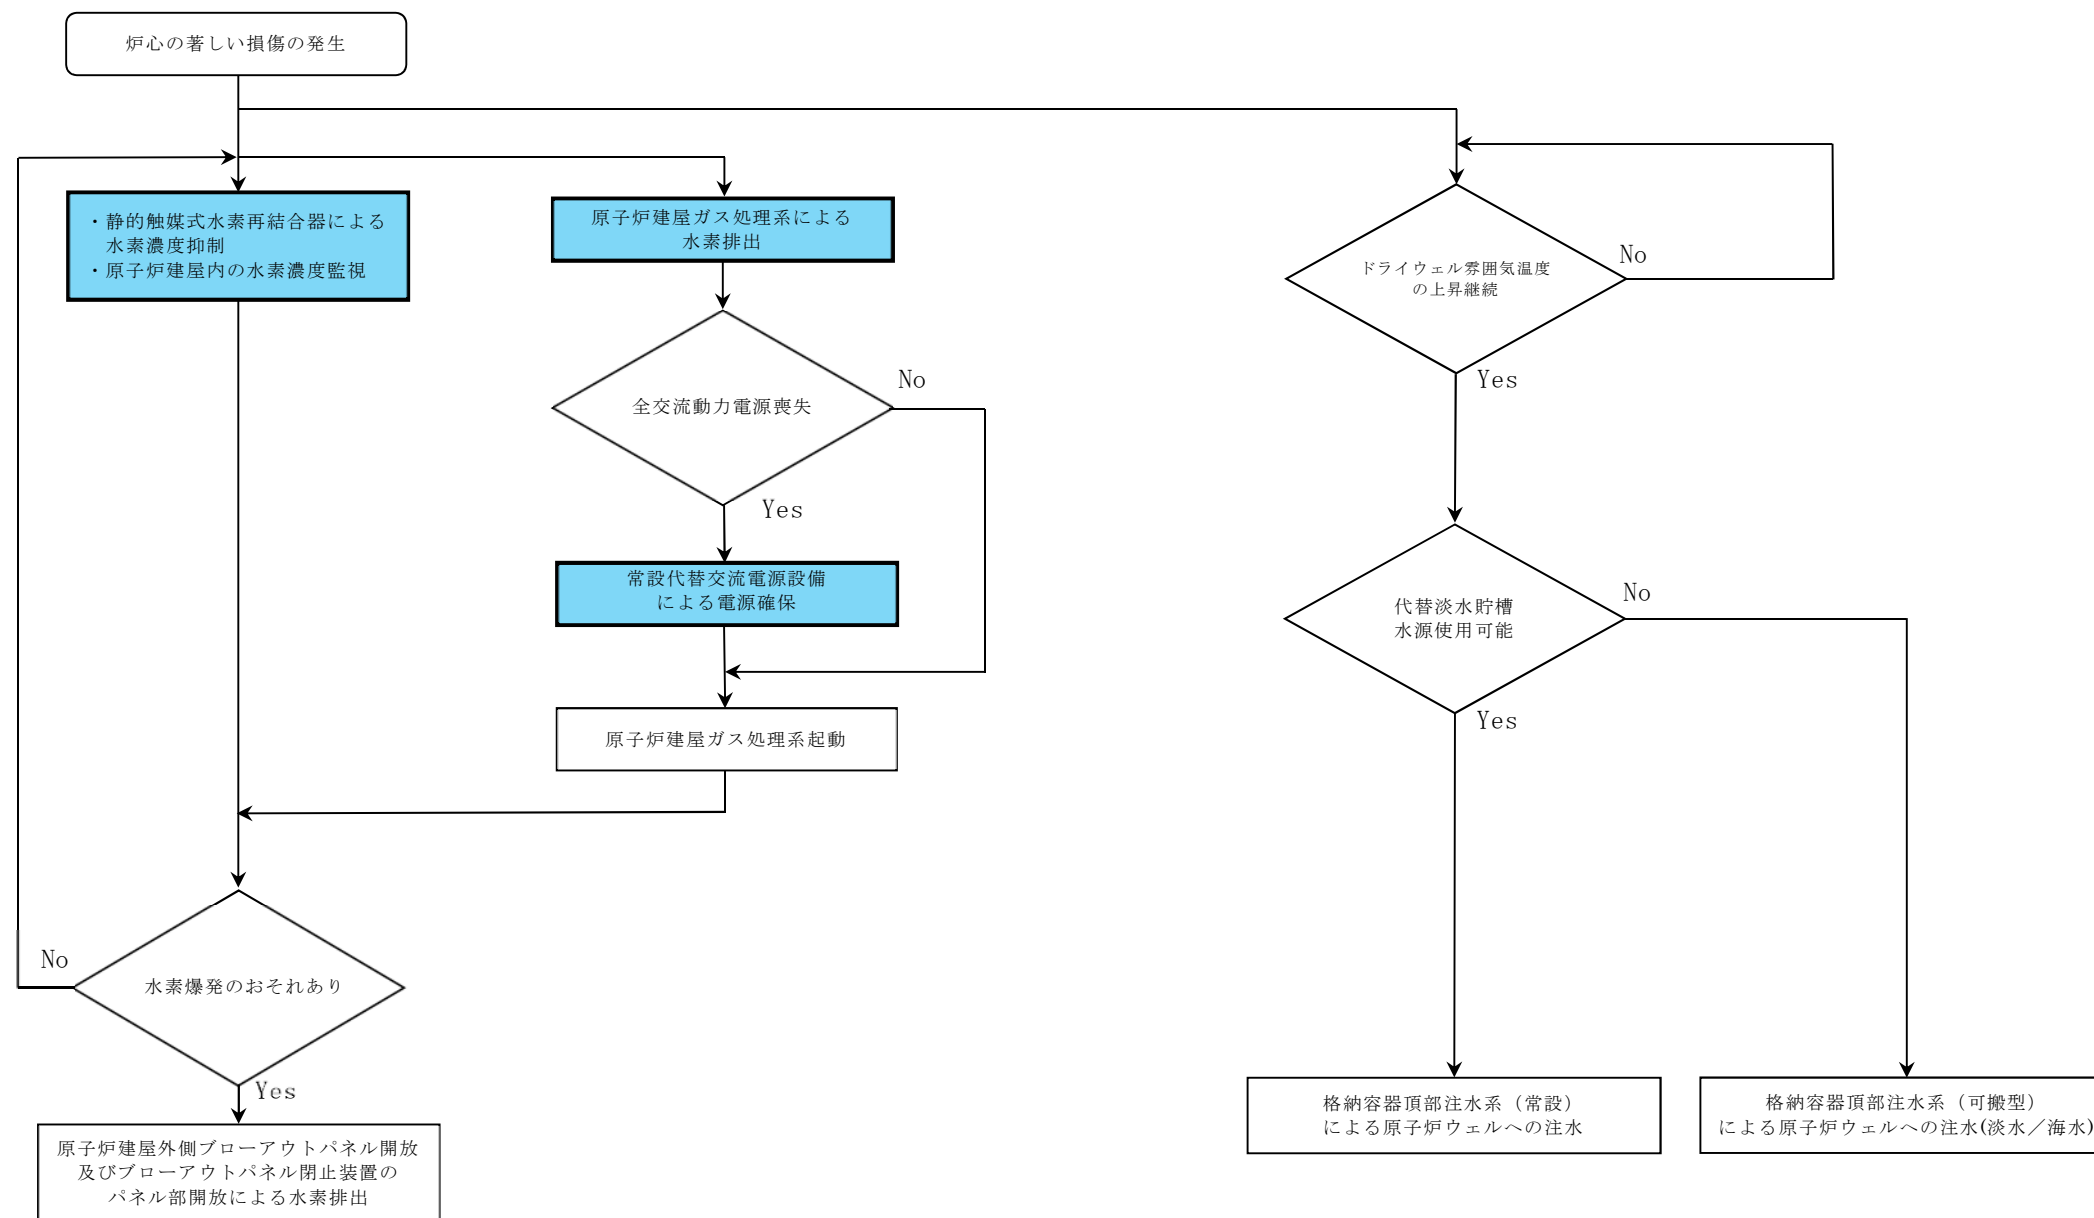 炉心の著しい損傷の発生
・静的触媒式水素再結合器による
水素濃度抑制
・原子炉建屋内の水素濃度監視
原子炉建屋ガス処理系による
水素排出
全交流動力電源喪失
No
Yes
常設代替交流電源設備
による電源確保
原子炉建屋ガス処理系起動
水素爆発のおそれあり
No
Yes
原子炉建屋外側ブローアウトパネル開放
及びブローアウトパネル閉止装置の
パネル部開放による水素排出
ドライウェル雰囲気温度
の上昇継続
No
Yes
代替淡水貯槽
水源使用可能
No
Yes
格納容器頂部注水系（常設）
による原子炉ウェルへの注水
格納容器頂部注水系（可搬型）
による原子炉ウェルへの注水(淡水／海水)